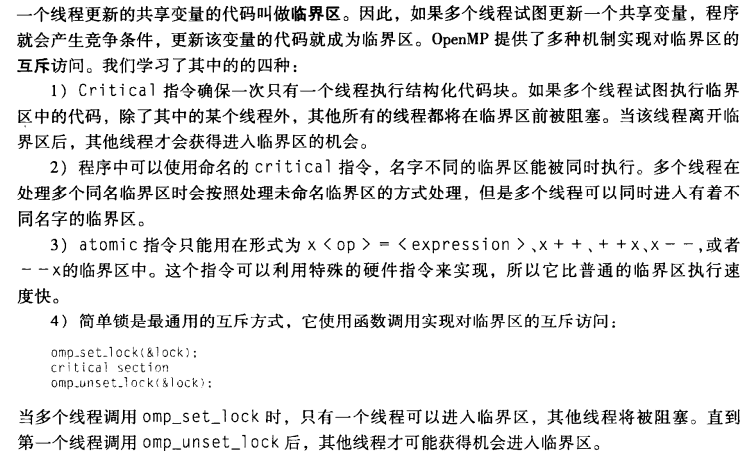 一个线程更新的共享变量的代码叫做临界区。因此，如果多个线程试图更新一个共享变量，程序
就会产生竞争条件，更新该变量的代码就成为临界区。OpenMP 提供了多种机制实现对临界区的
互斥访问。我们学习了其中的的四种：
1）Critical 指令确保一次只有一个线程执行结构化代码块。如果多个线程试图执行临界
区中的代码，除了其中的某个线程外，其他所有的线程都将在临界区前被阻塞。当该线程离开临
界区后，其他线程才会获得进入临界区的机会。
2）程序中可以使用命名的 critical 指令，名字不同的临界区能被同时执行。多个线程在
处理多个同名临界区时会按照处理未命名临界区的方式处理，但是多个线程可以同时进入有着不
同名字的临界区。
3）atomic 指令只能用在形式为 x < op > = < expression >、x + +、+ +x、x - -，或者
- -x的临界区中。这个指令可以利用特殊的硬件指令来实现，所以它比普通的临界区执行速
度快。
4）简单锁是最通用的互斥方式，它使用函数调用实现对临界区的互斥访问：
omp_set_lock(&lock);
critical section
omp_unset_lock(&lock);
当多个线程调用 omp_set_lock 时，只有一个线程可以进入临界区，其他线程将被阻塞。直到
第一个线程调用 omp_unset_lock 后，其他线程才可能获得机会进入临界区。